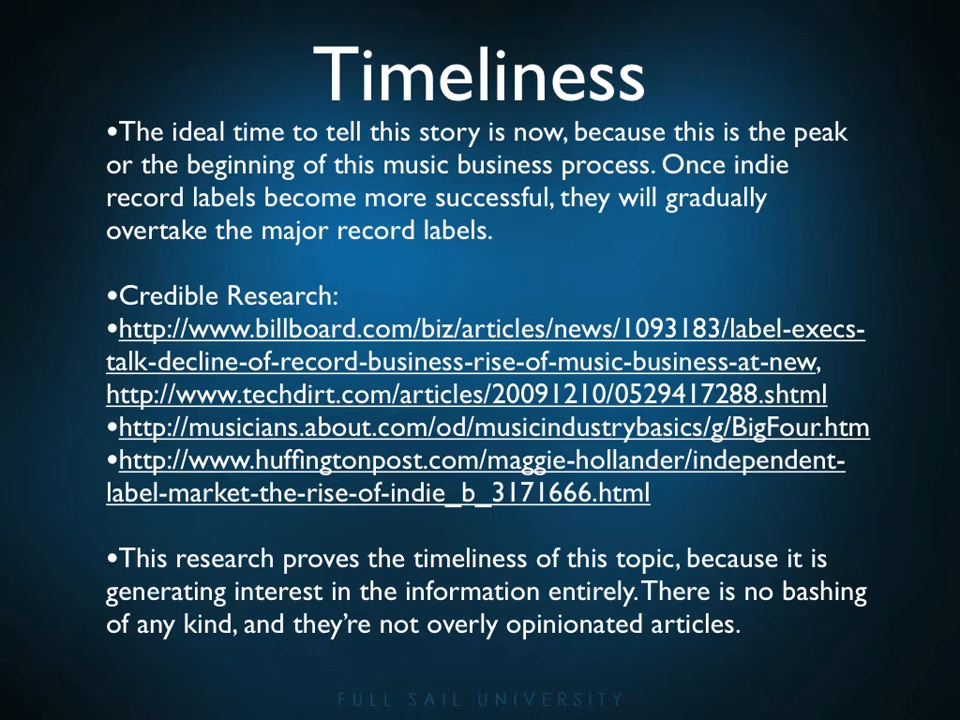 Timeliness
•The ideal time to tell this story is now, because this is the peak
or the beginning of this music business process. Once indie
record labels become more successful, they will gradually
overtake the major record labels.
•Credible Research:
•http://www.billboard.com/biz/articles/news/1093183/label-execs-
talk-decline-of-record-business-rise-of-music-business-at-new,
http://www.techdirt.com/articles/20091210/0529417288.shtml
•http://musicians.about.com/od/musicindustrybasics/g/BigFour.htm
•http://www.huffingtonpost.com/maggie-hollander/independent-
label-market-the-rise-of-indie_b_3171666.html
•This research proves the timeliness of this topic, because it is
generating interest in the information entirely. There is no bashing
of any kind, and they’re not overly opinionated articles.
FULL SAIL UNIVERSITY